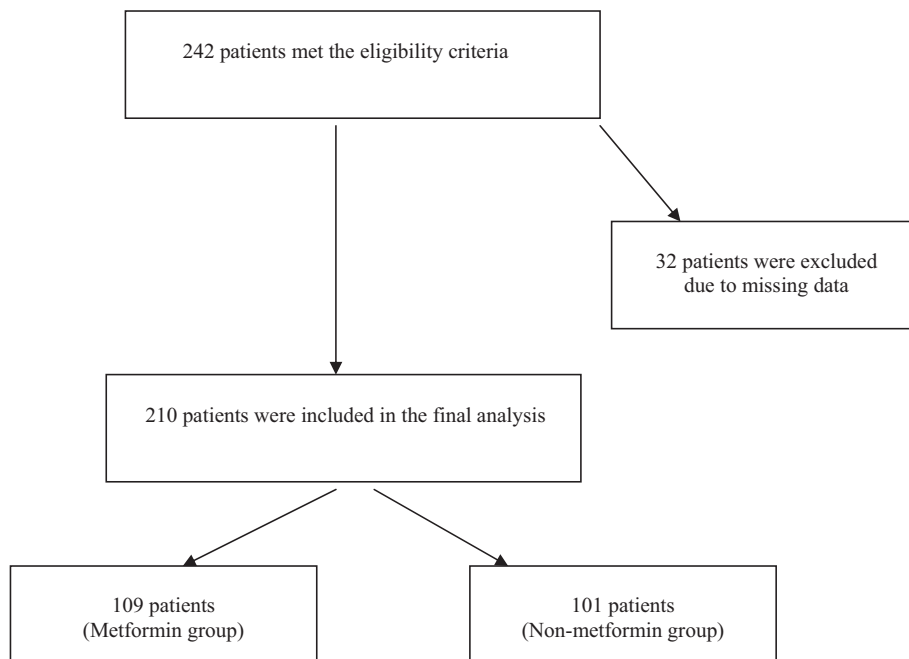 242 patients met the eligibility criteria
32 patients were excluded
due to missing data
210 patients were included in the final analysis
109 patients
(Metformin group)
101 patients
(Non-metformin group)